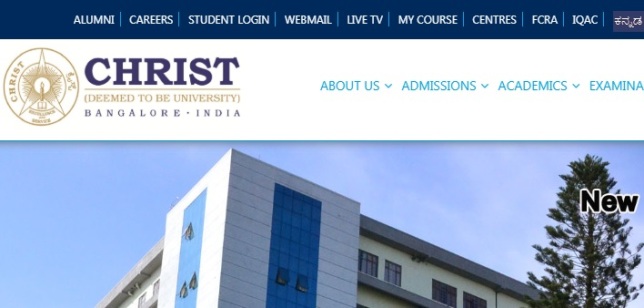 ALUMNI CAREERS STUDENT LOGIN WEBMAIL LIVE TV MY COURSE CENTRES FCRA IQAC ಕನ್ನಡ
CHRIST
(DEEMED TO BE UNIVERSITY)
BANGALORE · INDIA
ABOUT US ADMISSIONS ACADEMICS EXAMINA
New